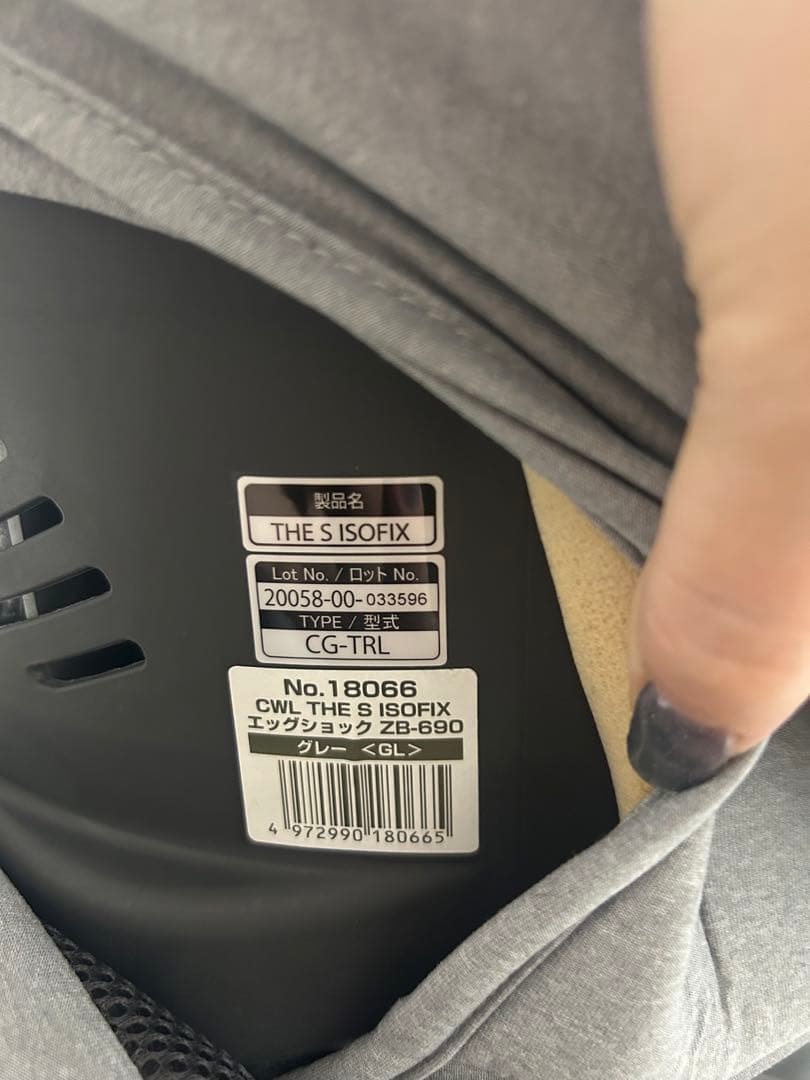 製品名
THE S ISOFIX
Lot No. / ロット No.
20058-00-033596
TYPE / 型式
CG-TRL
No.18066
CWL THE S ISOFIX
エッグショック ZB-690
グレー <GL>
4 972990 180665